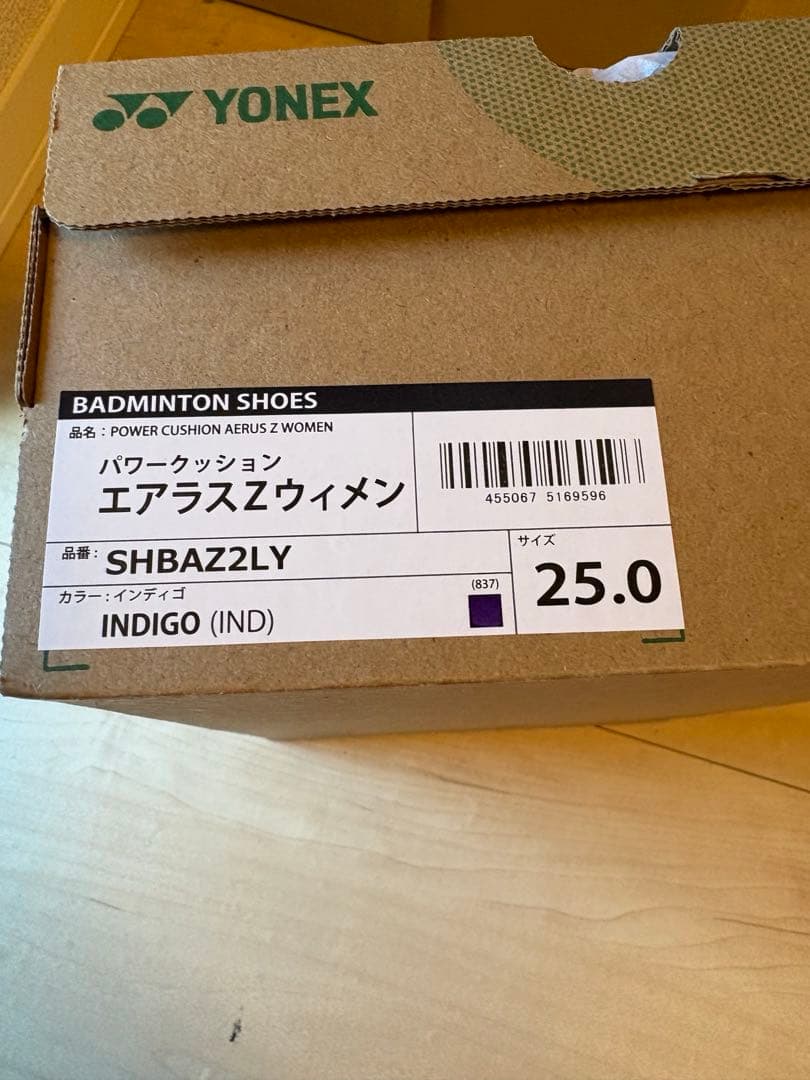 YONEX
BADMINTON SHOES
品名：POWER CUSHION AERUS Z WOMEN
パワークッション
エアラスZウィメン
455067 5169596
品番：SHBAZ2LY
サイズ
25.0
カラー：インディゴ
(837)
INDIGO (IND)